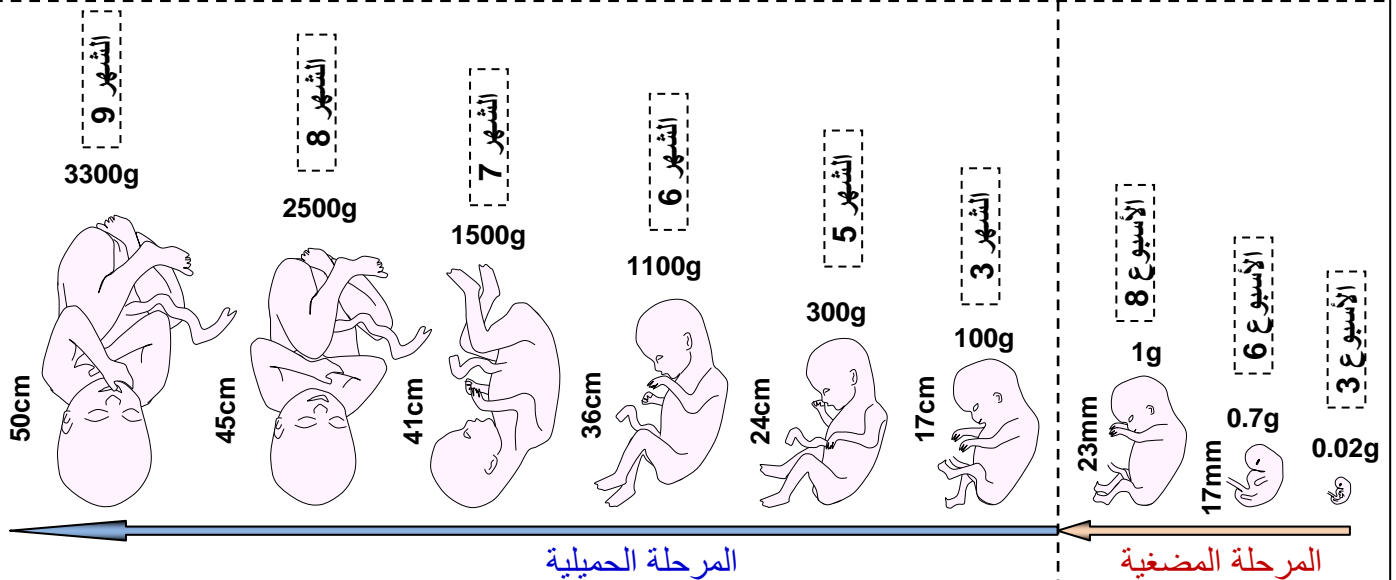 الأسبوع 3
0.02g
الأسبوع 6
0.7g
17mm
الأسبوع 8
1g
23mm
الشهر 3
100g
17cm
الشهر 5
300g
24cm
الشهر 6
1100g
36cm
الشهر 7
1500g
41cm
الشهر 8
2500g
45cm
الشهر 9
3300g
50cm
المرحلة المضغية
المرحلة الحميلية